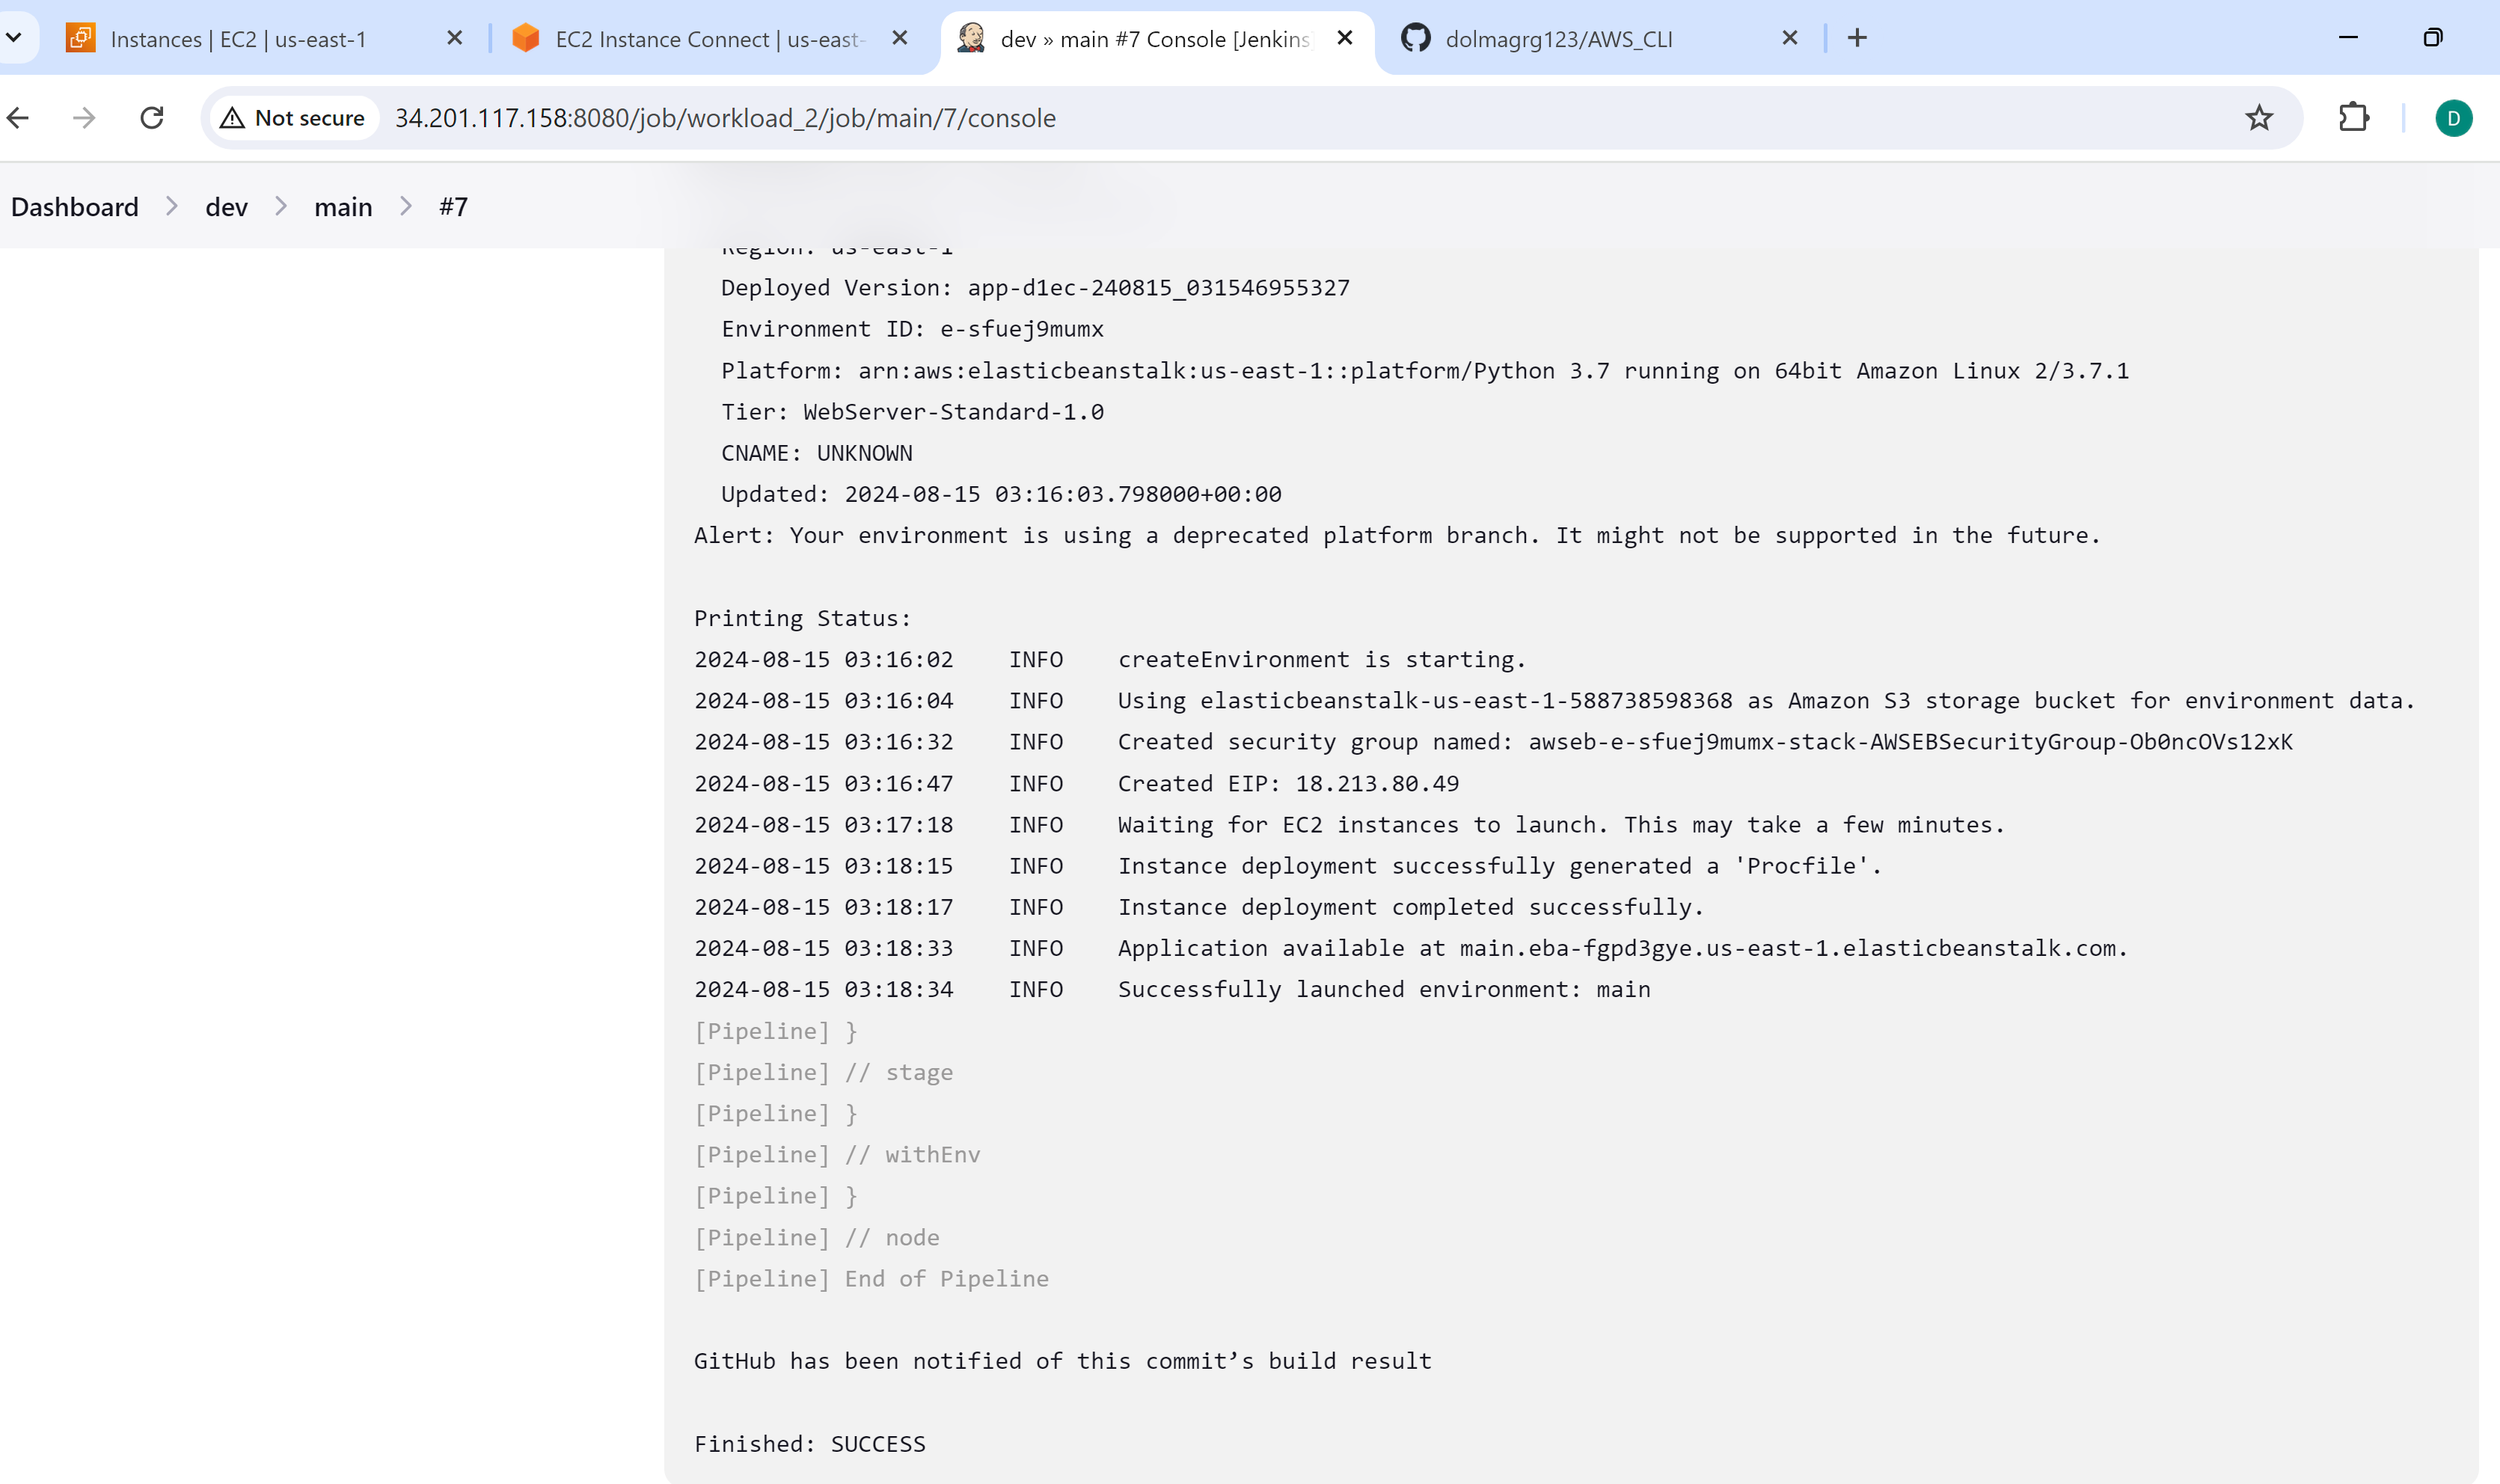 Instances | EC2 | us-east-1
EC2 Instance Connect | us-east-
dev » main #7 Console [Jenkins]
dolmagrg123/AWS_CLI
Not secure
34.201.117.158:8080/job/workload_2/job/main/7/console
D
Dashboard > dev > main > #7
Region: us-east-1
Deployed Version: app-d1ec-240815_031546955327
Environment ID: e-sfuej9mumx
Platform: arn:aws:elasticbeanstalk:us-east-1::platform/Python 3.7 running on 64bit Amazon Linux 2/3.7.1
Tier: WebServer-Standard-1.0
CNAME: UNKNOWN
Updated: 2024-08-15 03:16:03.798000+00:00
Alert: Your environment is using a deprecated platform branch. It might not be supported in the future.
Printing Status:
2024-08-15 03:16:02    INFO    createEnvironment is starting.
2024-08-15 03:16:04    INFO    Using elasticbeanstalk-us-east-1-588738598368 as Amazon S3 storage bucket for environment data.
2024-08-15 03:16:32    INFO    Created security group named: awseb-e-sfuej9mumx-stack-AWSEBSecurityGroup-Ob0ncOVs12xK
2024-08-15 03:16:47    INFO    Created EIP: 18.213.80.49
2024-08-15 03:17:18    INFO    Waiting for EC2 instances to launch. This may take a few minutes.
2024-08-15 03:18:15    INFO    Instance deployment successfully generated a 'Procfile'.
2024-08-15 03:18:17    INFO    Instance deployment completed successfully.
2024-08-15 03:18:33    INFO    Application available at main.eba-fgpd3gye.us-east-1.elasticbeanstalk.com.
2024-08-15 03:18:34    INFO    Successfully launched environment: main
[Pipeline] }
[Pipeline] // stage
[Pipeline] }
[Pipeline] // withEnv
[Pipeline] }
[Pipeline] // node
[Pipeline] End of Pipeline
GitHub has been notified of this commit’s build result
Finished: SUCCESS